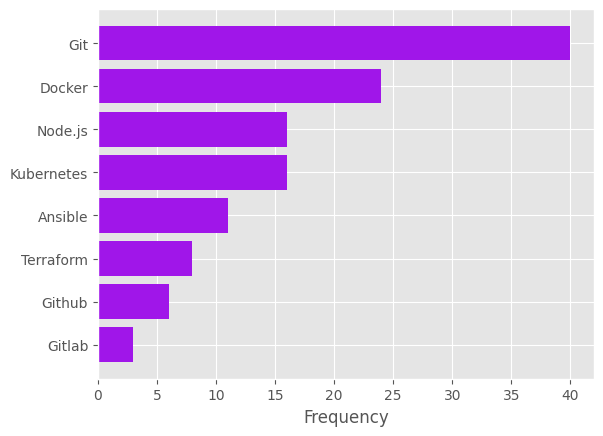 Git
Docker
Node.js
Kubernetes
Ansible
Terraform
Github
Gitlab
0 5 10 15 20 25 30 35 40
Frequency